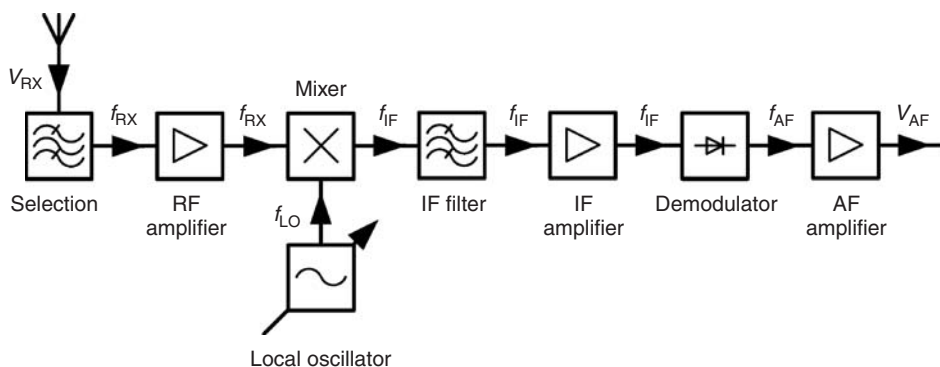 Mixer
V_RX
f_RX
f_RX
f_IF
f_IF
f_IF
f_AF
V_AF
Selection
RF
amplifier
f_LO
IF filter
IF
amplifier
Demodulator
AF
amplifier
Local oscillator